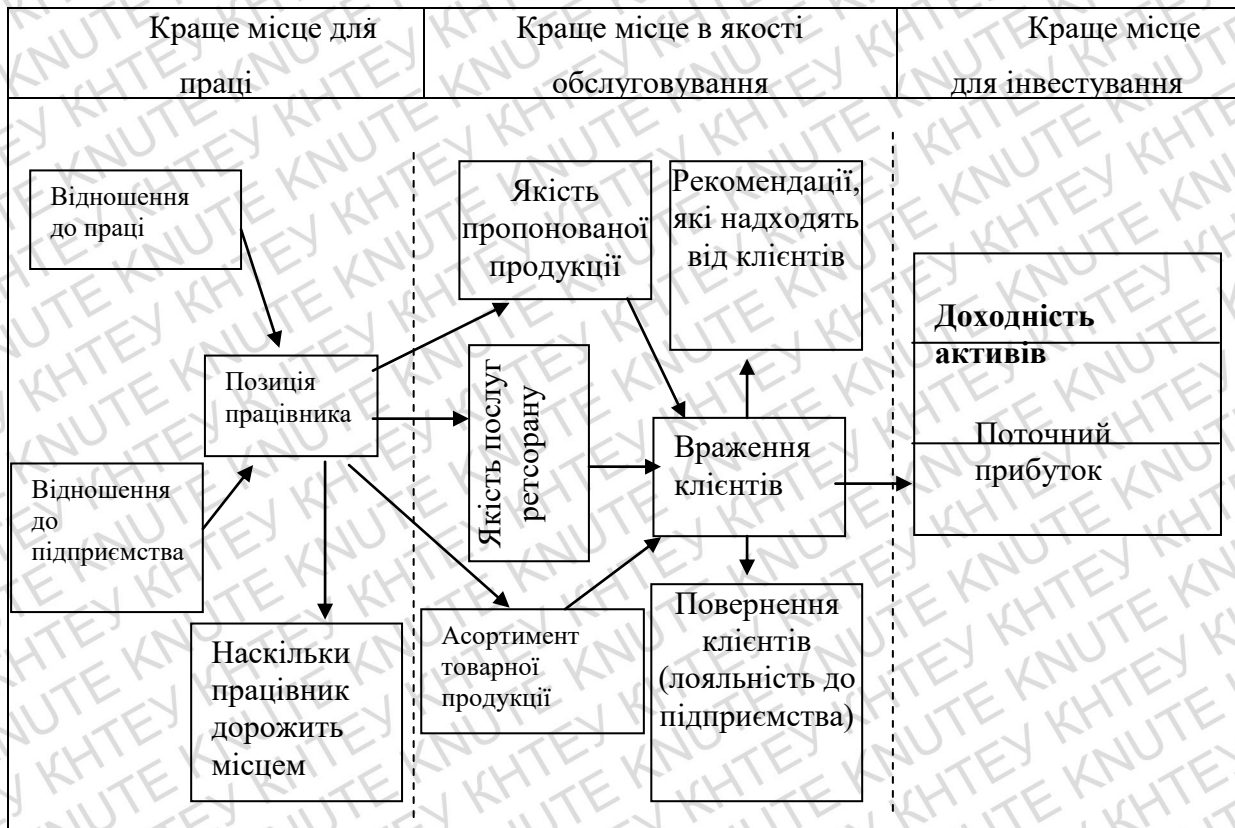 Краще місце для
праці
Краще місце в якості
обслуговування
Краще місце
для інвестування
Відношення
до праці
Позиція
працівника
Відношення
до
підприємства
Наскільки
працівник
дорожить
місцем
Якість
пропонованої
продукції
Якість послуг
ретсорану
Асортимент
товарної
продукції
Рекомендації,
які надходять
від клієнтів
Враження
клієнтів
Повернення
клієнтів
(лояльність до
підприємства)
Доходність
активів
Поточний
прибуток
KNUTE КНТЕУ